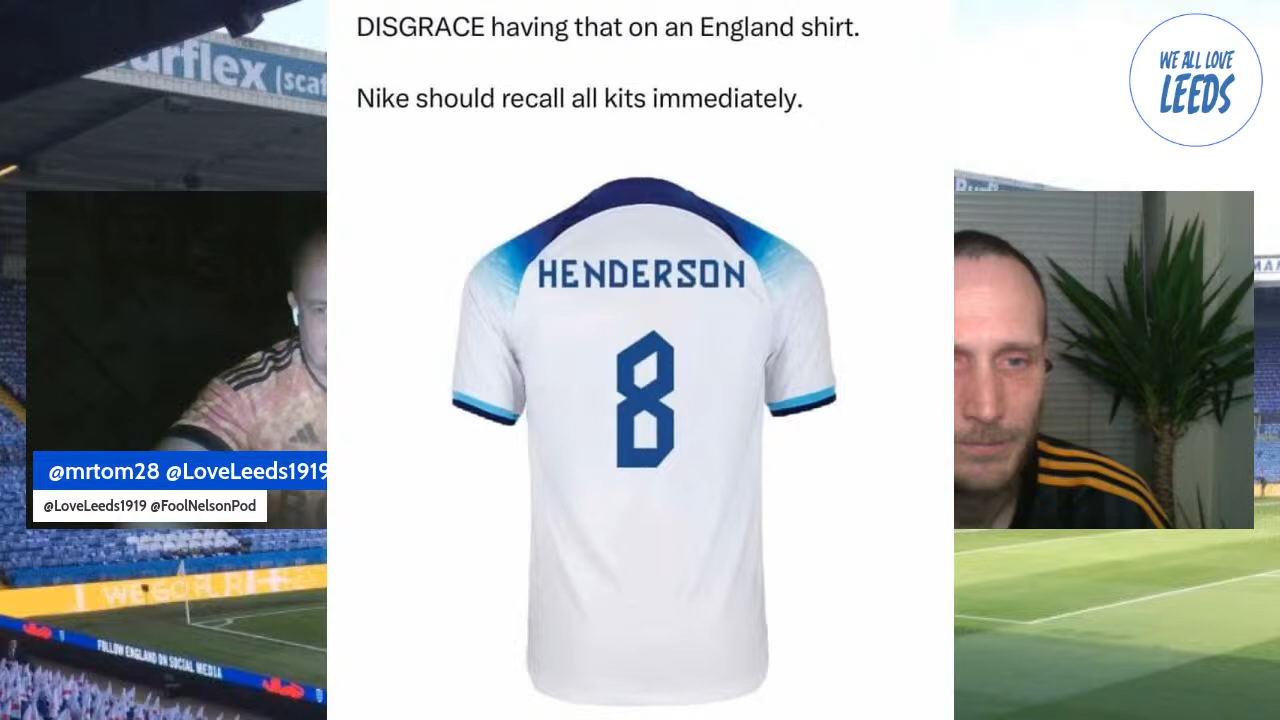 DISGRACE having that on an England shirt.
Nike should recall all kits immediately.
WE ALL LOVE
LEEDS
HENDERSON
8
@mrtom28 @LoveLeeds1919
@LoveLeeds1919 @FoolNelsonPod
FOLLOW ENGLAND ON SOCIAL MEDIA